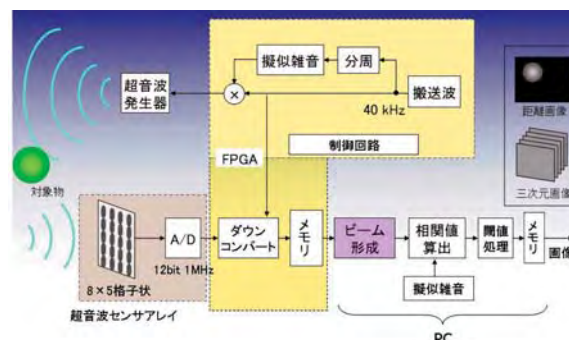 擬似雑音
分周
超音波
発生器
×
搬送波
40 kHz
距離画像
制御回路
FPGA
対象物
三次元画像
A/D
ダウン
コンバート
メモリ
ビーム
形成
相関値
算出
閾値
処理
メモリ
画像
12bit 1MHz
8×5格子状
擬似雑音
超音波センサアレイ
PC